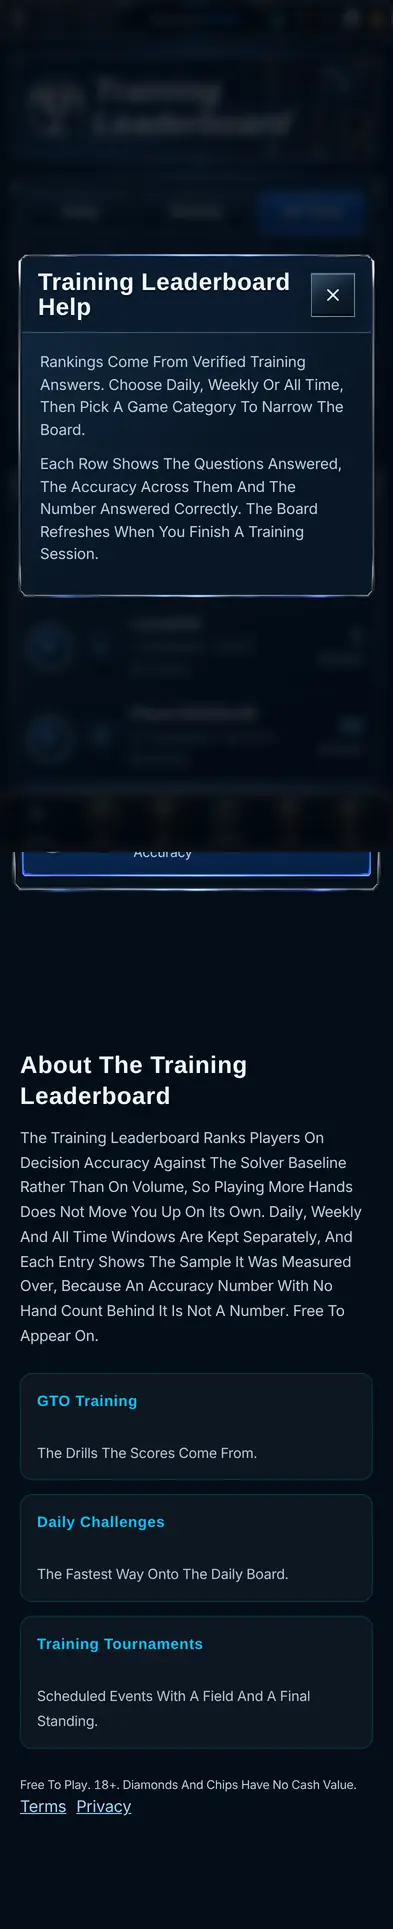 Training
Leaderboard
Training Leaderboard
Help
Rankings Come From Verified Training
Answers. Choose Daily, Weekly Or All Time,
Then Pick A Game Category To Narrow The
Board.
Each Row Shows The Questions Answered,
The Accuracy Across Them And The
Number Answered Correctly. The Board
Refreshes When You Finish A Training
Session.
Accuracy
About The Training
Leaderboard
The Training Leaderboard Ranks Players On
Decision Accuracy Against The Solver Baseline
Rather Than On Volume, So Playing More Hands
Does Not Move You Up On Its Own. Daily, Weekly
And All Time Windows Are Kept Separately, And
Each Entry Shows The Sample It Was Measured
Over, Because An Accuracy Number With No
Hand Count Behind It Is Not A Number. Free To
Appear On.
GTO Training
The Drills The Scores Come From.
Daily Challenges
The Fastest Way Onto The Daily Board.
Training Tournaments
Scheduled Events With A Field And A Final
Standing.
Free To Play. 18+. Diamonds And Chips Have No Cash Value.
Terms Privacy